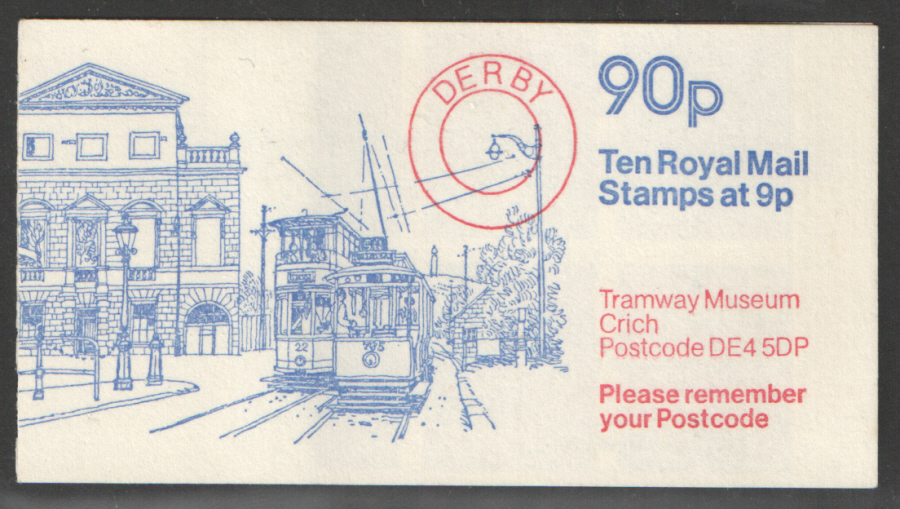 DERBY
90p
Ten Royal Mail
Stamps at 9p
Tramway Museum
Crich
Postcode DE4 5DP
Please remember
your Postcode
22